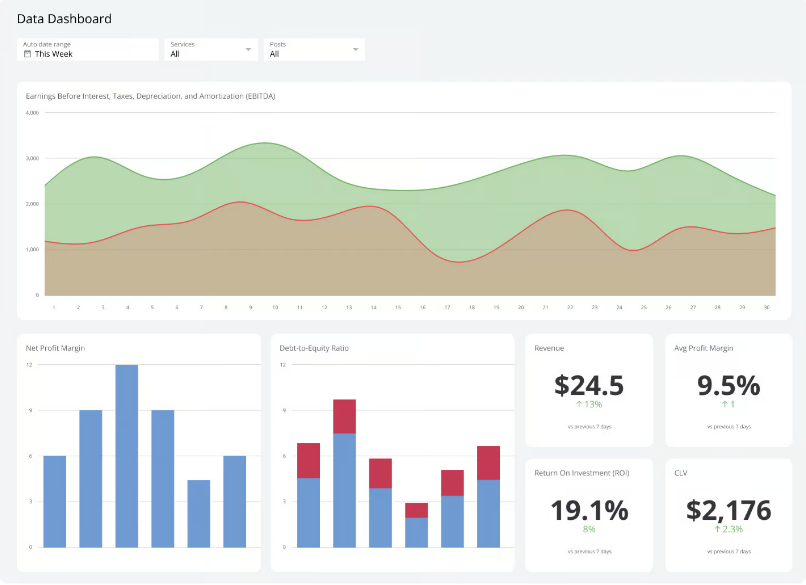 Data Dashboard
Auto date range
This Week
Services
All
Posts
All
Earnings Before Interest, Taxes, Depreciation, and Amortization (EBITDA)
4,000
3,000
2,000
1,000
0
1 2 3 4 5 6 7 8 9 10 11 12 13 14 15 16 17 18 19 20 21 22 23 24 25 26 27 28 29 30
Net Profit Margin
12
9
6
3
0
Debt-to-Equity Ratio
12
9
6
3
0
Revenue
$24.5
↑ 13%
vs previous 7 days
Avg Profit Margin
9.5%
↑ 1
vs previous 7 days
Return On Investment (ROI)
19.1%
8%
vs previous 7 days
CLV
$2,176
↑ 2.3%
vs previous 7 days